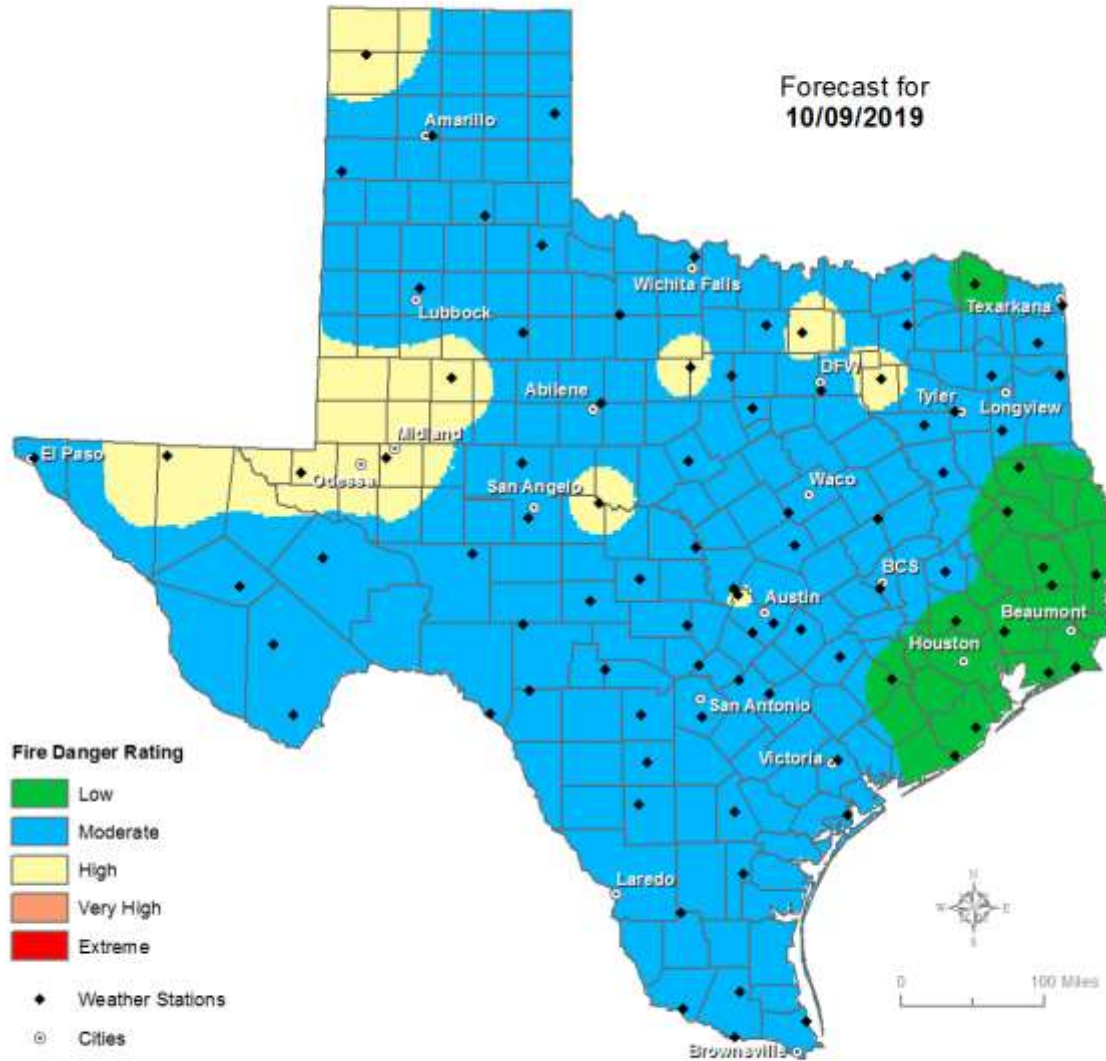 Forecast for
10/09/2019
Amarillo
Wichita Falls
Lubbock
Texarkana
DFW
Abilene
Tyler
Longview
Midland
El Paso
Odessa
San Angelo
Waco
BCS
Austin
Beaumont
Houston
San Antonio
Victoria
Laredo
Brownsville
Fire Danger Rating
Low
Moderate
High
Very High
Extreme
Weather Stations
Cities
N
W
E
S
0 100 Miles